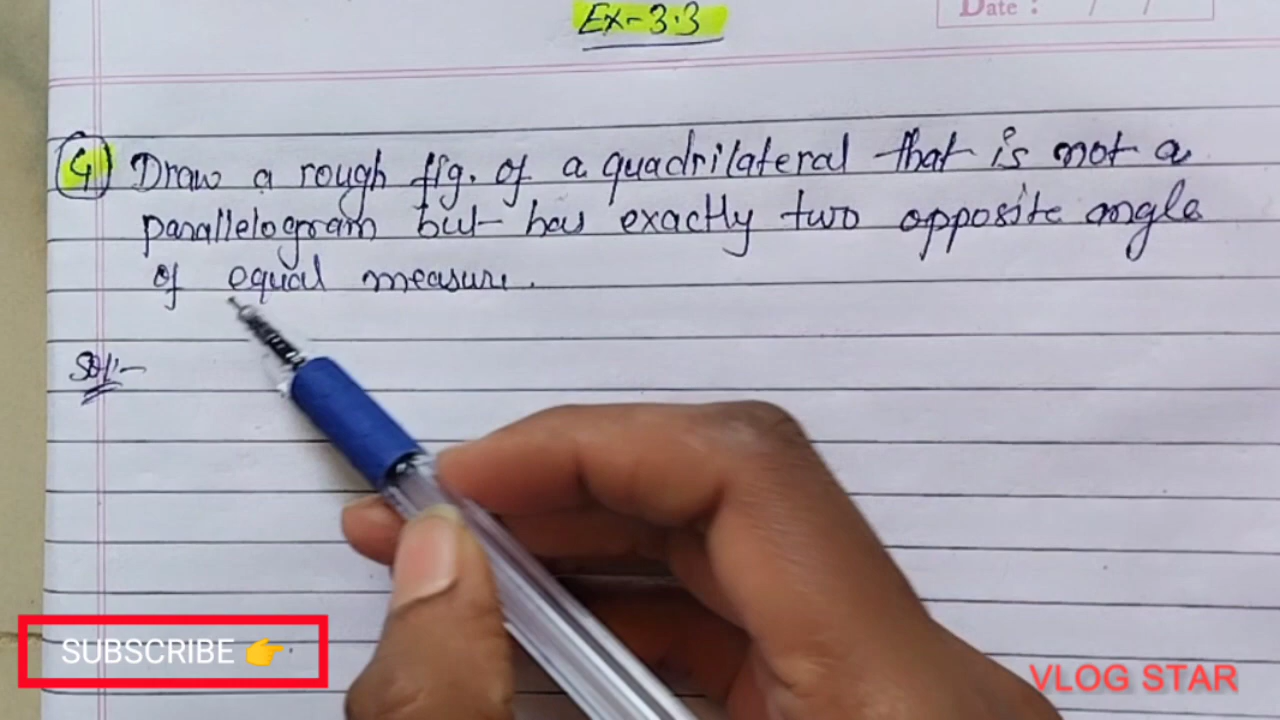 Ex-3.3
Date : / /
4) Draw a rough fig. of a quadrilateral that is not a
parallelogram but has exactly two opposite angle
of equal measure.
Sol:-
SUBSCRIBE 👉
VLOG STAR